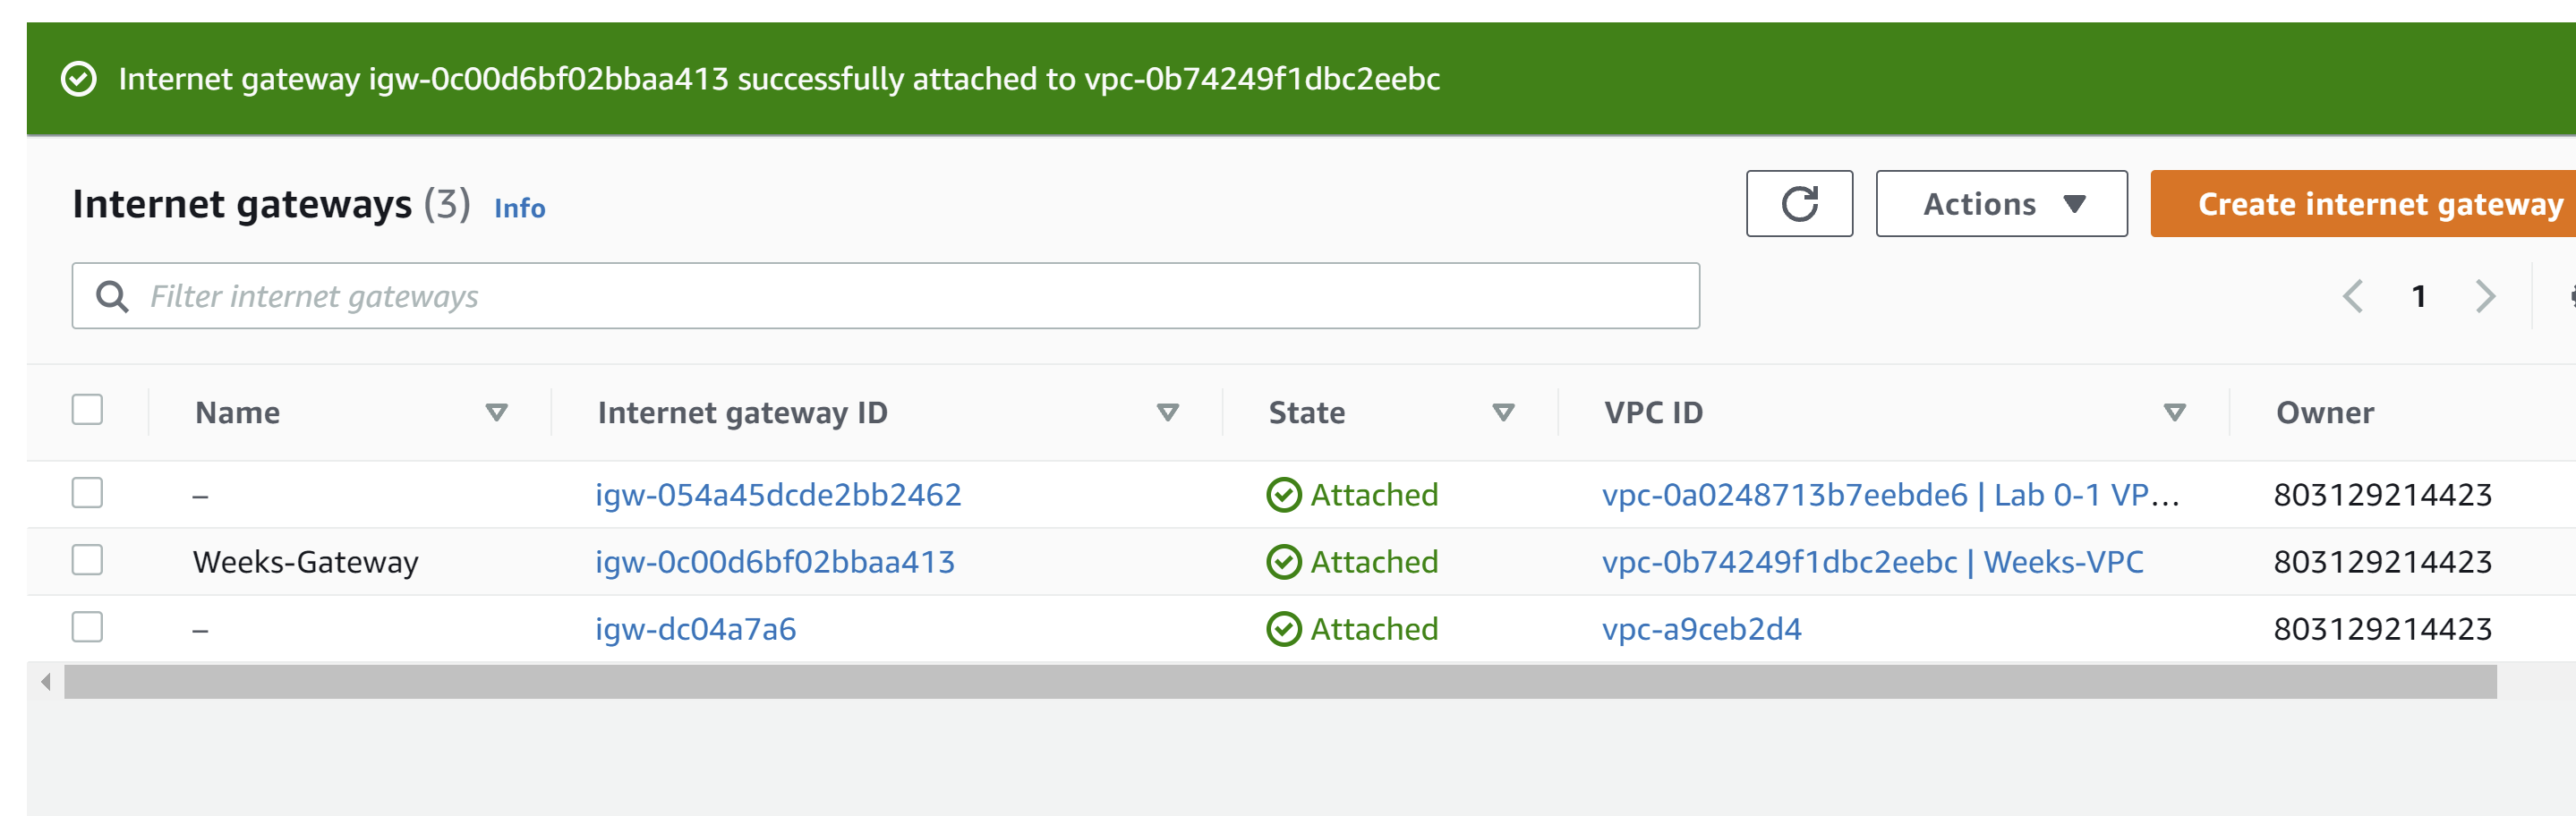 Internet gateway igw-0c00d6bf02bbaa413 successfully attached to vpc-0b74249f1dbc2eebc
Internet gateways (3) Info
Actions
Create internet gateway
Filter internet gateways
1
Name Internet gateway ID State VPC ID Owner
– igw-054a45dcde2bb2462 Attached vpc-0a0248713b7eebde6 | Lab 0-1 VP... 803129214423
Weeks-Gateway igw-0c00d6bf02bbaa413 Attached vpc-0b74249f1dbc2eebc | Weeks-VPC 803129214423
– igw-dc04a7a6 Attached vpc-a9ceb2d4 803129214423